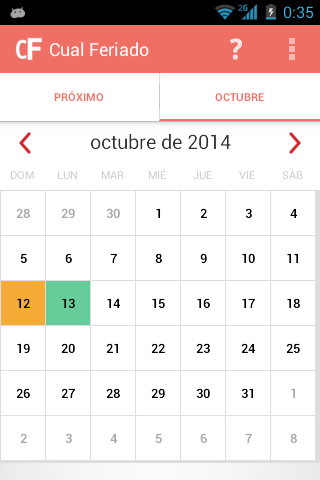 2G 0:35
CF Cual Feriado ?
PRÓXIMO OCTUBRE
octubre de 2014
DOM LUN MAR MIÉ JUE VIE SÁB
28 29 30 1 2 3 4
5 6 7 8 9 10 11
12 13 14 15 16 17 18
19 20 21 22 23 24 25
26 27 28 29 30 31 1
2 3 4 5 6 7 8